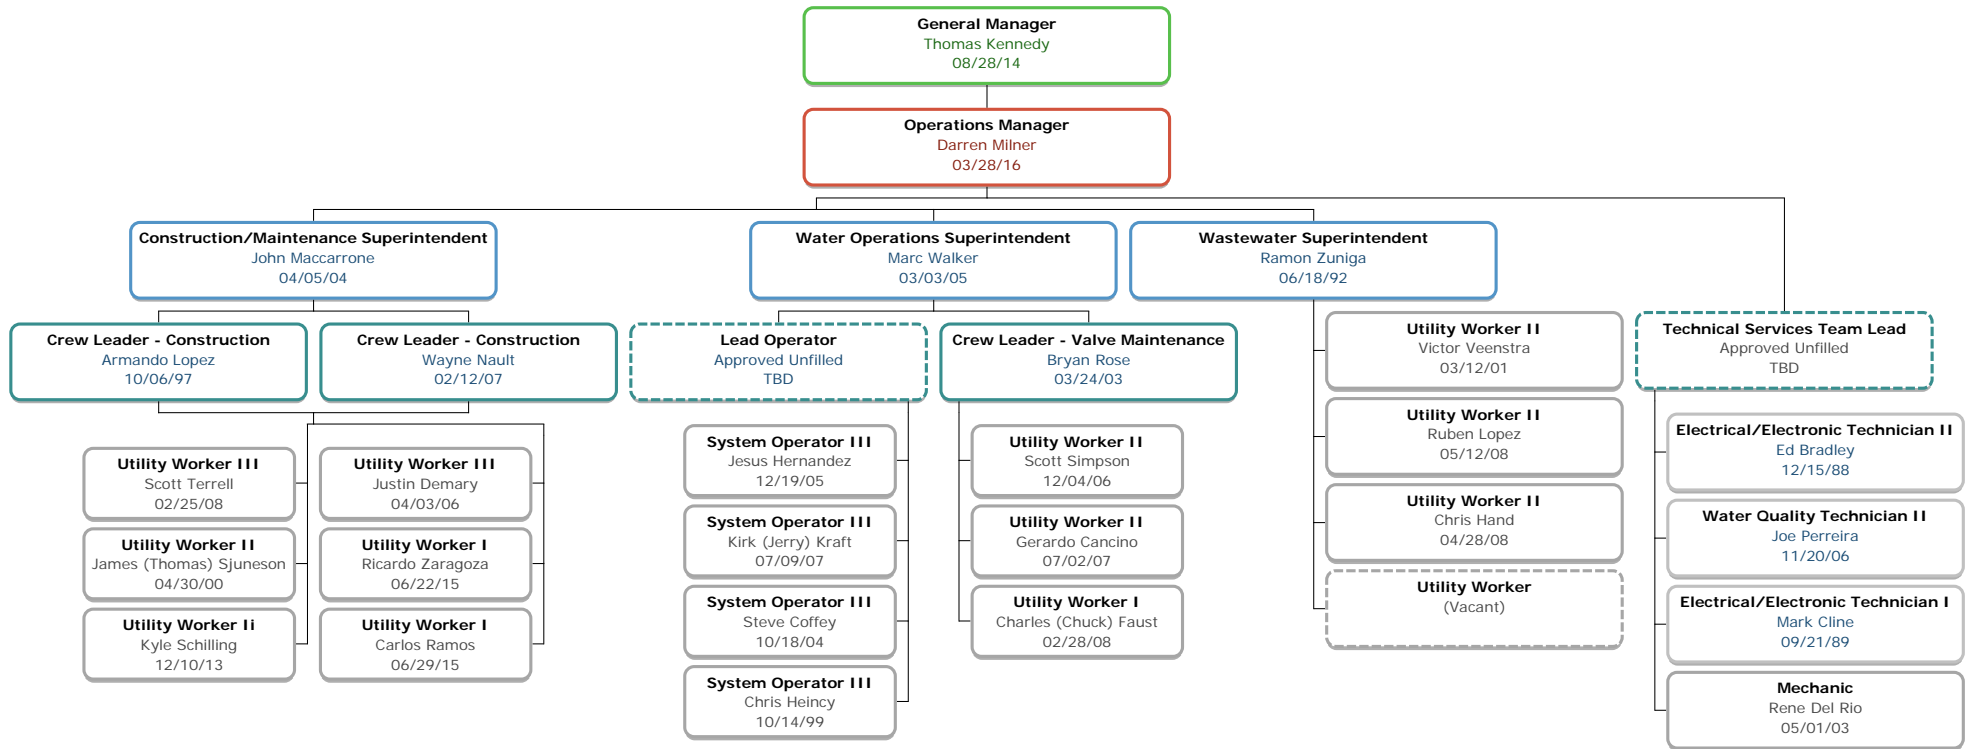 General Manager
Thomas Kennedy
08/28/14
Operations Manager
Darren Milner
03/28/16
Construction/Maintenance Superintendent
John Maccarrone
04/05/04
Water Operations Superintendent
Marc Walker
03/03/05
Wastewater Superintendent
Ramon Zuniga
06/18/92
Crew Leader - Construction
Armando Lopez
10/06/97
Crew Leader - Construction
Wayne Nault
02/12/07
Lead Operator
Approved Unfilled
TBD
Crew Leader - Valve Maintenance
Bryan Rose
03/24/03
Utility Worker III
Scott Terrell
02/25/08
Utility Worker II
James (Thomas) Sjuneson
04/30/00
Utility Worker Ii
Kyle Schilling
12/10/13
Utility Worker III
Justin Demary
04/03/06
Utility Worker I
Ricardo Zaragoza
06/22/15
Utility Worker I
Carlos Ramos
06/29/15
System Operator III
Jesus Hernandez
12/19/05
System Operator III
Kirk (Jerry) Kraft
07/09/07
System Operator III
Steve Coffey
10/18/04
System Operator III
Chris Heincy
10/14/99
Utility Worker II
Scott Simpson
12/04/06
Utility Worker II
Gerardo Cancino
07/02/07
Utility Worker I
Charles (Chuck) Faust
02/28/08
Utility Worker II
Victor Veenstra
03/12/01
Utility Worker II
Ruben Lopez
05/12/08
Utility Worker II
Chris Hand
04/28/08
Utility Worker
(Vacant)
Technical Services Team Lead
Approved Unfilled
TBD
Electrical/Electronic Technician II
Ed Bradley
12/15/88
Water Quality Technician II
Joe Perreira
11/20/06
Electrical/Electronic Technician I
Mark Cline
09/21/89
Mechanic
Rene Del Rio
05/01/03